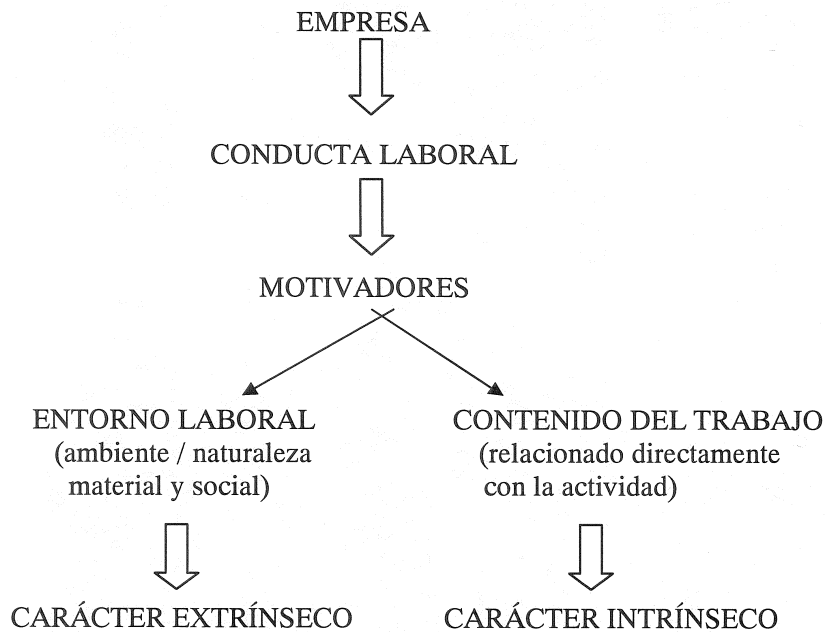 EMPRESA
CONDUCTA LABORAL
MOTIVADORES
ENTORNO LABORAL
(ambiente / naturaleza
material y social)
CONTENIDO DEL TRABAJO
(relacionado directamente
con la actividad)
CARÁCTER EXTRÍNSECO
CARÁCTER INTRÍNSECO